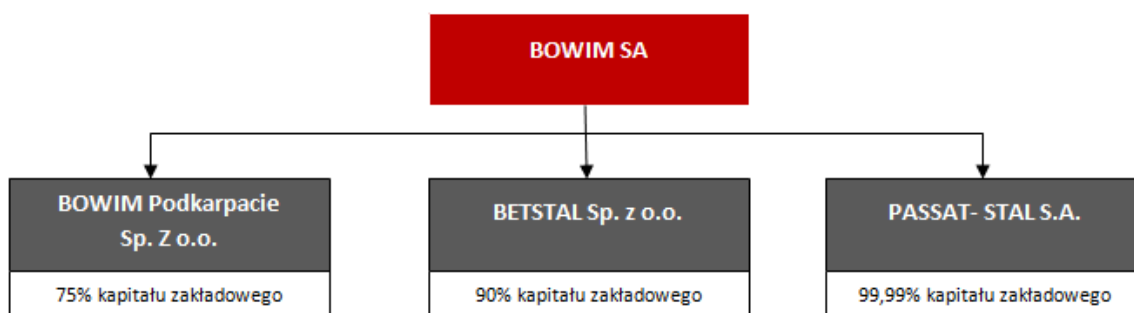 BOWIM SA
BOWIM Podkarpacie
Sp. Z o.o.
75% kapitału zakładowego
BETSTAL Sp. z o.o.
90% kapitału zakładowego
PASSAT- STAL S.A.
99,99% kapitału zakładowego